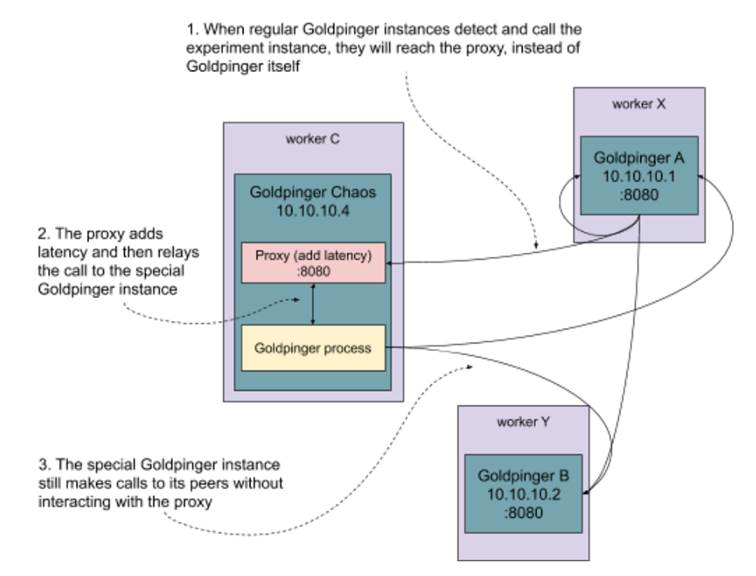 1. When regular Goldpinger instances detect and call the
experiment instance, they will reach the proxy, instead of
Goldpinger itself
worker X
Goldpinger A
10.10.10.1
:8080
worker C
Goldpinger Chaos
10.10.10.4
Proxy (add latency)
:8080
Goldpinger process
2. The proxy adds
latency and then relays
the call to the special
Goldpinger instance
worker Y
Goldpinger B
10.10.10.2
:8080
3. The special Goldpinger instance
still makes calls to its peers without
interacting with the proxy